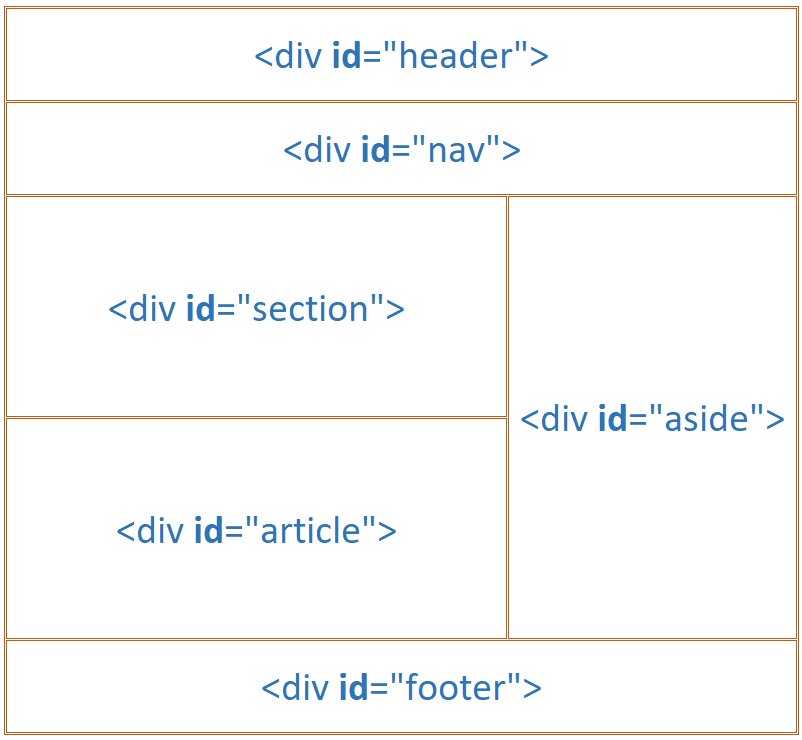 <div id="header">
<div id="nav">
<div id="section">
<div id="aside">
<div id="article">
<div id="footer">